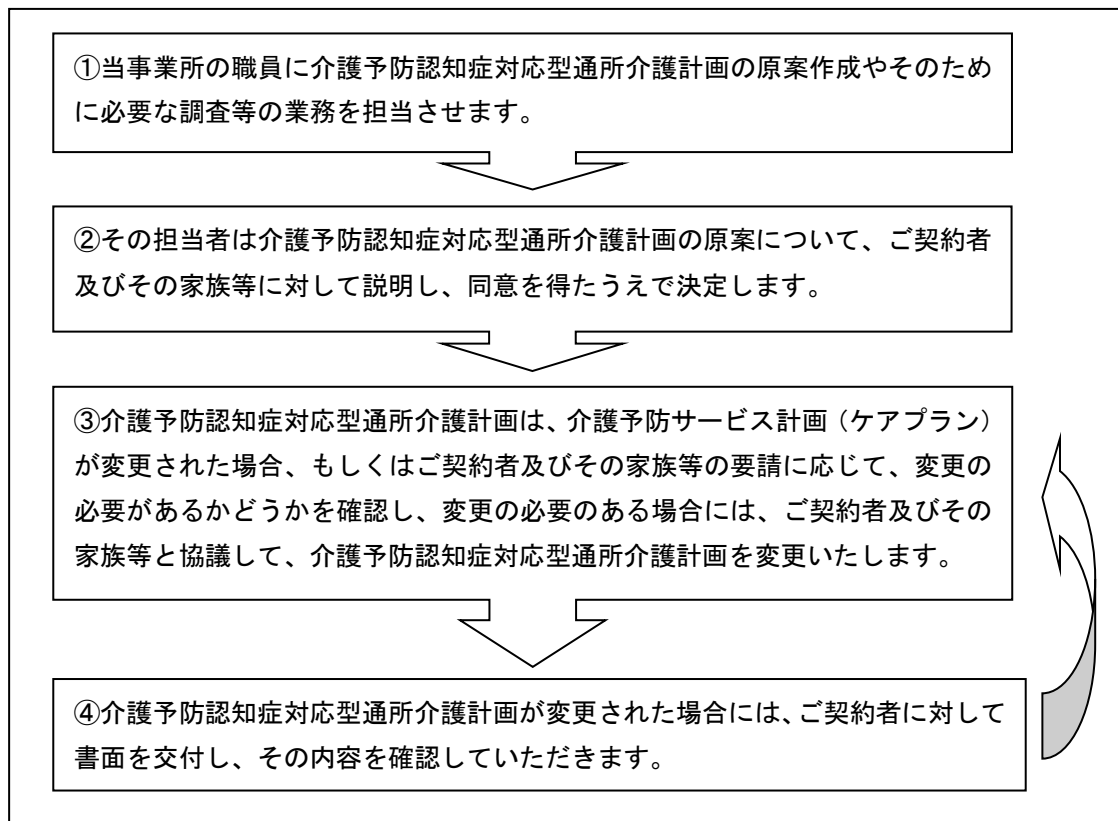 ①当事業所の職員に介護予防認知症対応型通所介護計画の原案作成やそのため
に必要な調査等の業務を担当させます。
②その担当者は介護予防認知症対応型通所介護計画の原案について、ご契約者
及びその家族等に対して説明し、同意を得たうえで決定します。
③介護予防認知症対応型通所介護計画は、介護予防サービス計画（ケアプラン）
が変更された場合、もしくはご契約者及びその家族等の要請に応じて、変更の
必要があるかどうかを確認し、変更の必要のある場合には、ご契約者及びその
家族等と協議して、介護予防認知症対応型通所介護計画を変更いたします。
④介護予防認知症対応型通所介護計画が変更された場合には、ご契約者に対して
書面を交付し、その内容を確認していただきます。